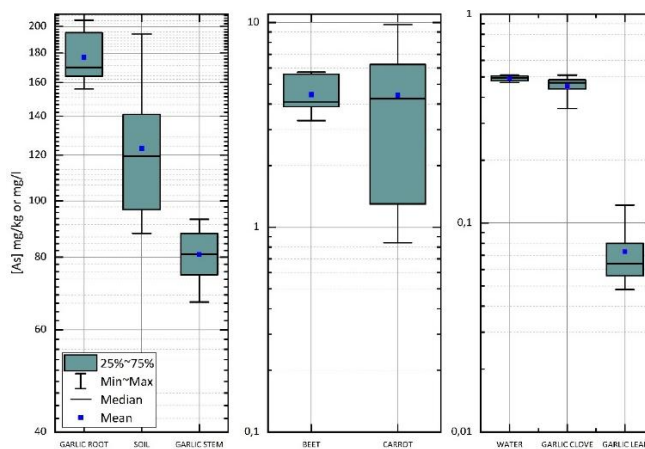 [As] mg/kg or mg/l
200
180
160
140
120
100
80
60
40
25%~75%
Min~Max
Median
Mean
GARLIC ROOT SOIL GARLIC STEM
10
1
0,1
BEET CARROT
1
0,1
0,01
WATER GARLIC CLOVE GARLIC LEAF